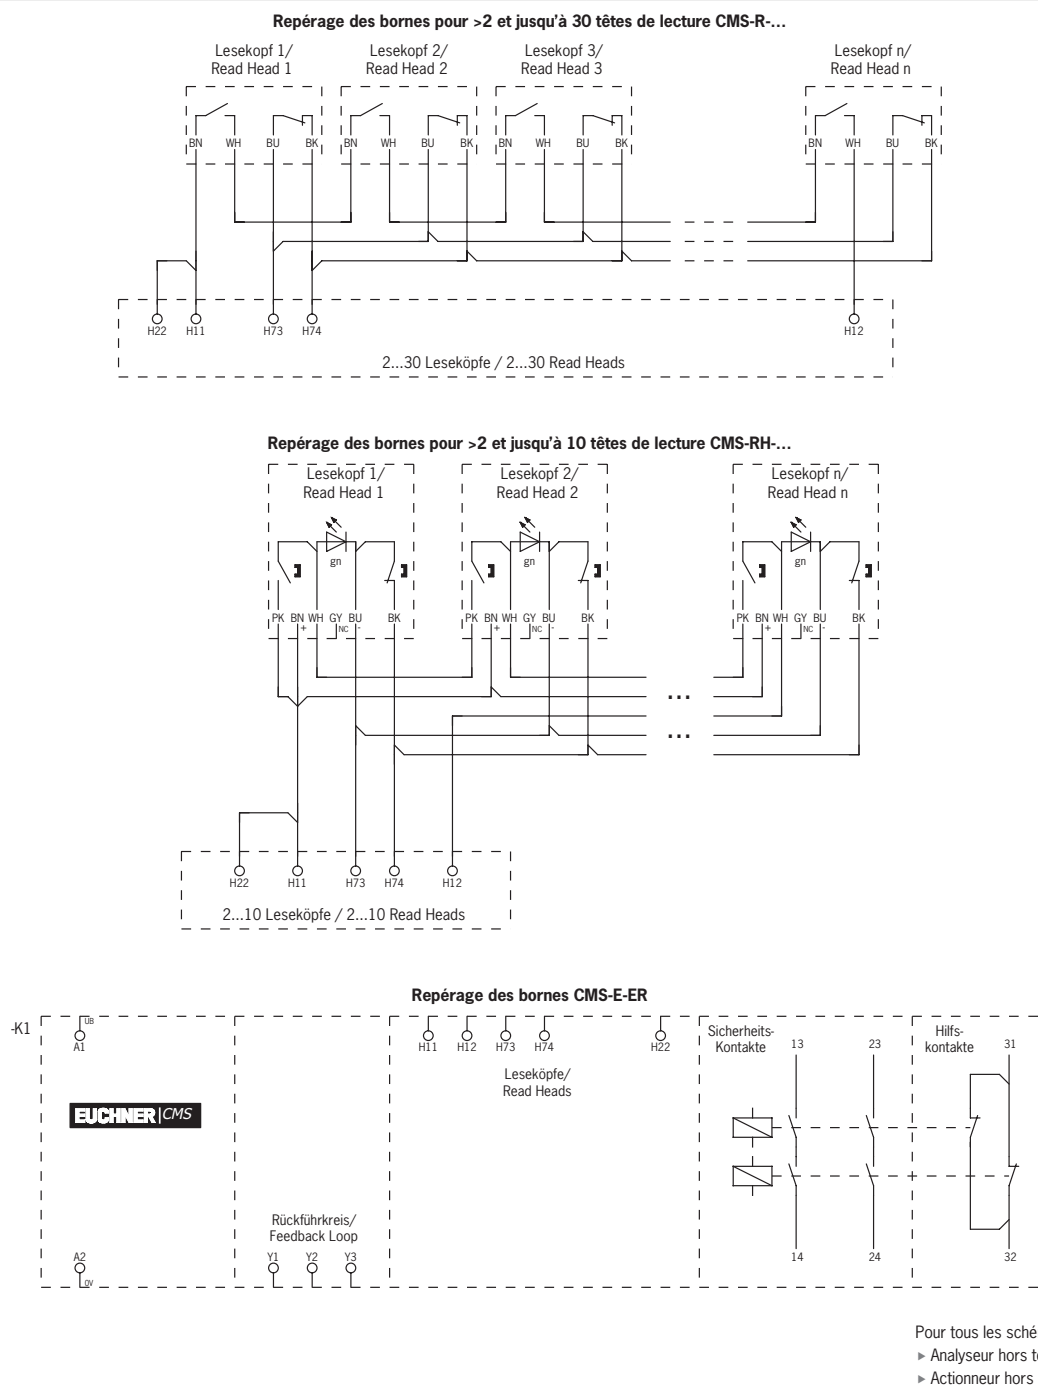 Repérage des bornes pour >2 et jusqu'à 30 têtes de lecture CMS-R-...
Lesekopf 1/ Lesekopf 2/ Lesekopf 3/ Lesekopf n/
Read Head 1 Read Head 2 Read Head 3 Read Head n
BN WH BU BK BN WH BU BK BN WH BU BK BN WH BU BK
H22 H11 H73 H74 H12
2...30 Leseköpfe / 2...30 Read Heads
Repérage des bornes pour >2 et jusqu'à 10 têtes de lecture CMS-RH-...
Lesekopf 1/ Lesekopf 2/ Lesekopf n/
Read Head 1 Read Head 2 Read Head n
gn gn gn
PK BN WH GY BU BK PK BN WH GY BU BK PK BN WH GY BU BK
+ NC - + NC - + NC -
... 
...
H22 H11 H73 H74 H12
2...10 Leseköpfe / 2...10 Read Heads
Repérage des bornes CMS-E-ER
-K1
UB
A1
H11 H12 H73 H74 H22
Leseköpfe/
Read Heads
Sicherheits-
Kontakte
13 23
Hilfs-
kontakte
31
EUCHNER|CMS
Rückführkreis/
Feedback Loop
A2
0V
Y1 Y2 Y3
14 24 32
Pour tous les sché
▸ Analyseur hors te
▸ Actionneur hors